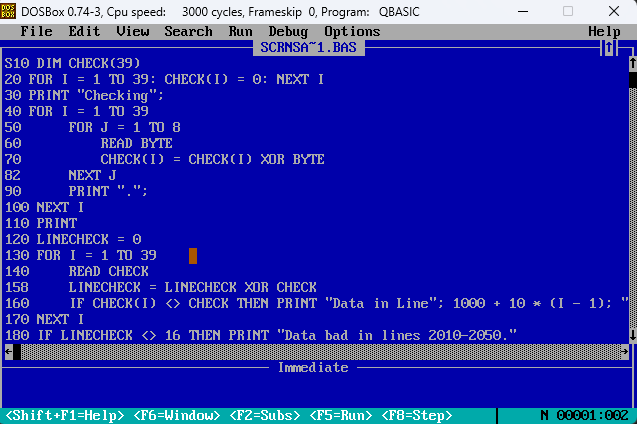 DOSBox 0.74-3, Cpu speed: 3000 cycles, Frameskip 0, Program: QBASIC
File Edit View Search Run Debug Options Help
SCRNSA~1.BAS
S10 DIM CHECK(39)
20 FOR I = 1 TO 39: CHECK(I) = 0: NEXT I
30 PRINT "Checking";
40 FOR I = 1 TO 39
50 FOR J = 1 TO 8
60 READ BYTE
70 CHECK(I) = CHECK(I) XOR BYTE
82 NEXT J
90 PRINT ".";
100 NEXT I
110 PRINT
120 LINECHECK = 0
130 FOR I = 1 TO 39
140 READ CHECK
158 LINECHECK = LINECHECK XOR CHECK
160 IF CHECK(I) <> CHECK THEN PRINT "Data in Line"; 1000 + 10 * (I - 1); "
170 NEXT I
180 IF LINECHECK <> 16 THEN PRINT "Data bad in lines 2010-2050."
Immediate
<Shift+F1=Help> <F6=Window> <F2=Subs> <F5=Run> <F8=Step> N 00001:002